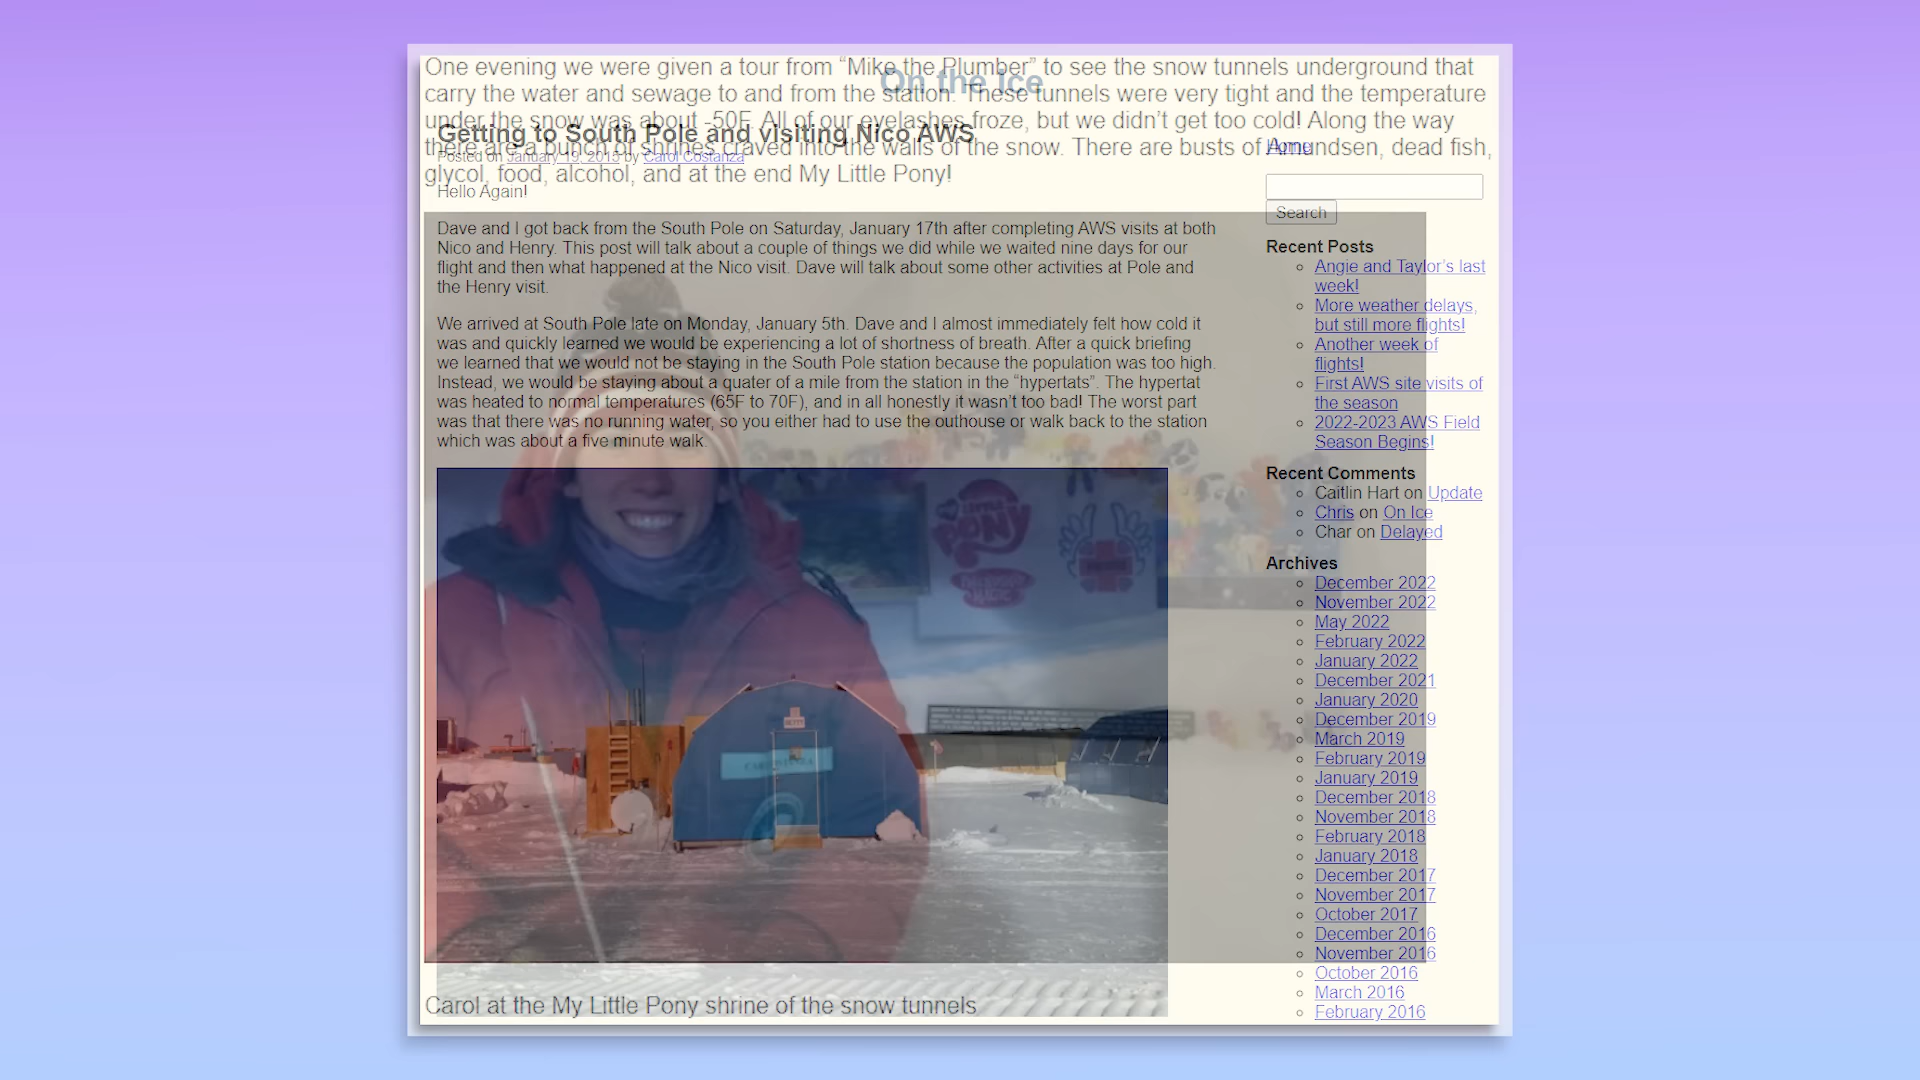 One evening we were given a tour from “Mike the Plumber” to see the snow tunnels underground that
carry the water and sewage to and from the station. These tunnels were very tight and the temperature
under the snow was about -50F. All of our eyelashes froze, but we didn’t get too cold! Along the way
there are a bunch of shrines craved into the walls of the snow. There are busts of Amundsen, dead fish,
glycol, food, alcohol, and at the end My Little Pony!
On the Ice
Getting to South Pole and visiting Nico AWS
Posted on January 19, 2015 by Carol Costanza
Hello Again!
Dave and I got back from the South Pole on Saturday, January 17th after completing AWS visits at both
Nico and Henry. This post will talk about a couple of things we did while we waited nine days for our
flight and then what happened at the Nico visit. Dave will talk about some other activities at Pole and
the Henry visit.
We arrived at South Pole late on Monday, January 5th. Dave and I almost immediately felt how cold it
was and quickly learned we would be experiencing a lot of shortness of breath. After a quick briefing
we learned that we would not be staying in the South Pole station because the population was too high.
Instead, we would be staying about a quater of a mile from the station in the “hypertats”. The hypertat
was heated to normal temperatures (65F to 70F), and in all honestly it wasn’t too bad! The worst part
was that there was no running water, so you either had to use the outhouse or walk back to the station
which was about a five minute walk.
MY LITTLE
PONY
FRIENDSHIP
MAGIC
Carol at the My Little Pony shrine of the snow tunnels
Home
Search
Recent Posts
Angie and Taylor’s last
week!
More weather delays,
but still more flights!
Another week of
flights!
First AWS site visits of
the season
2022-2023 AWS Field
Season Begins!
Recent Comments
Caitlin Hart on Update
Chris on On Ice
Char on Delayed
Archives
December 2022
November 2022
May 2022
February 2022
January 2022
December 2021
January 2020
December 2019
March 2019
February 2019
January 2019
December 2018
November 2018
February 2018
January 2018
December 2017
November 2017
October 2017
December 2016
November 2016
October 2016
March 2016
February 2016